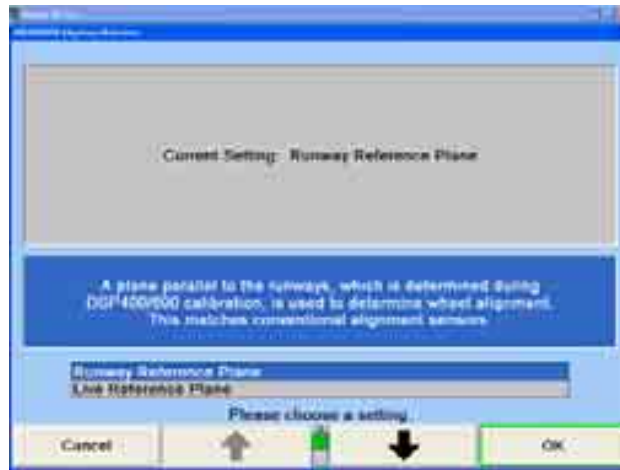 Current Setting: Runway Reference Plane
A plane parallel to the runways, which is determined during
DSP400/600 calibration, is used to determine wheel alignment.
This matches conventional alignment sensors.
Runway Reference Plane
Live Reference Plane
Please choose a setting
Cancel
OK